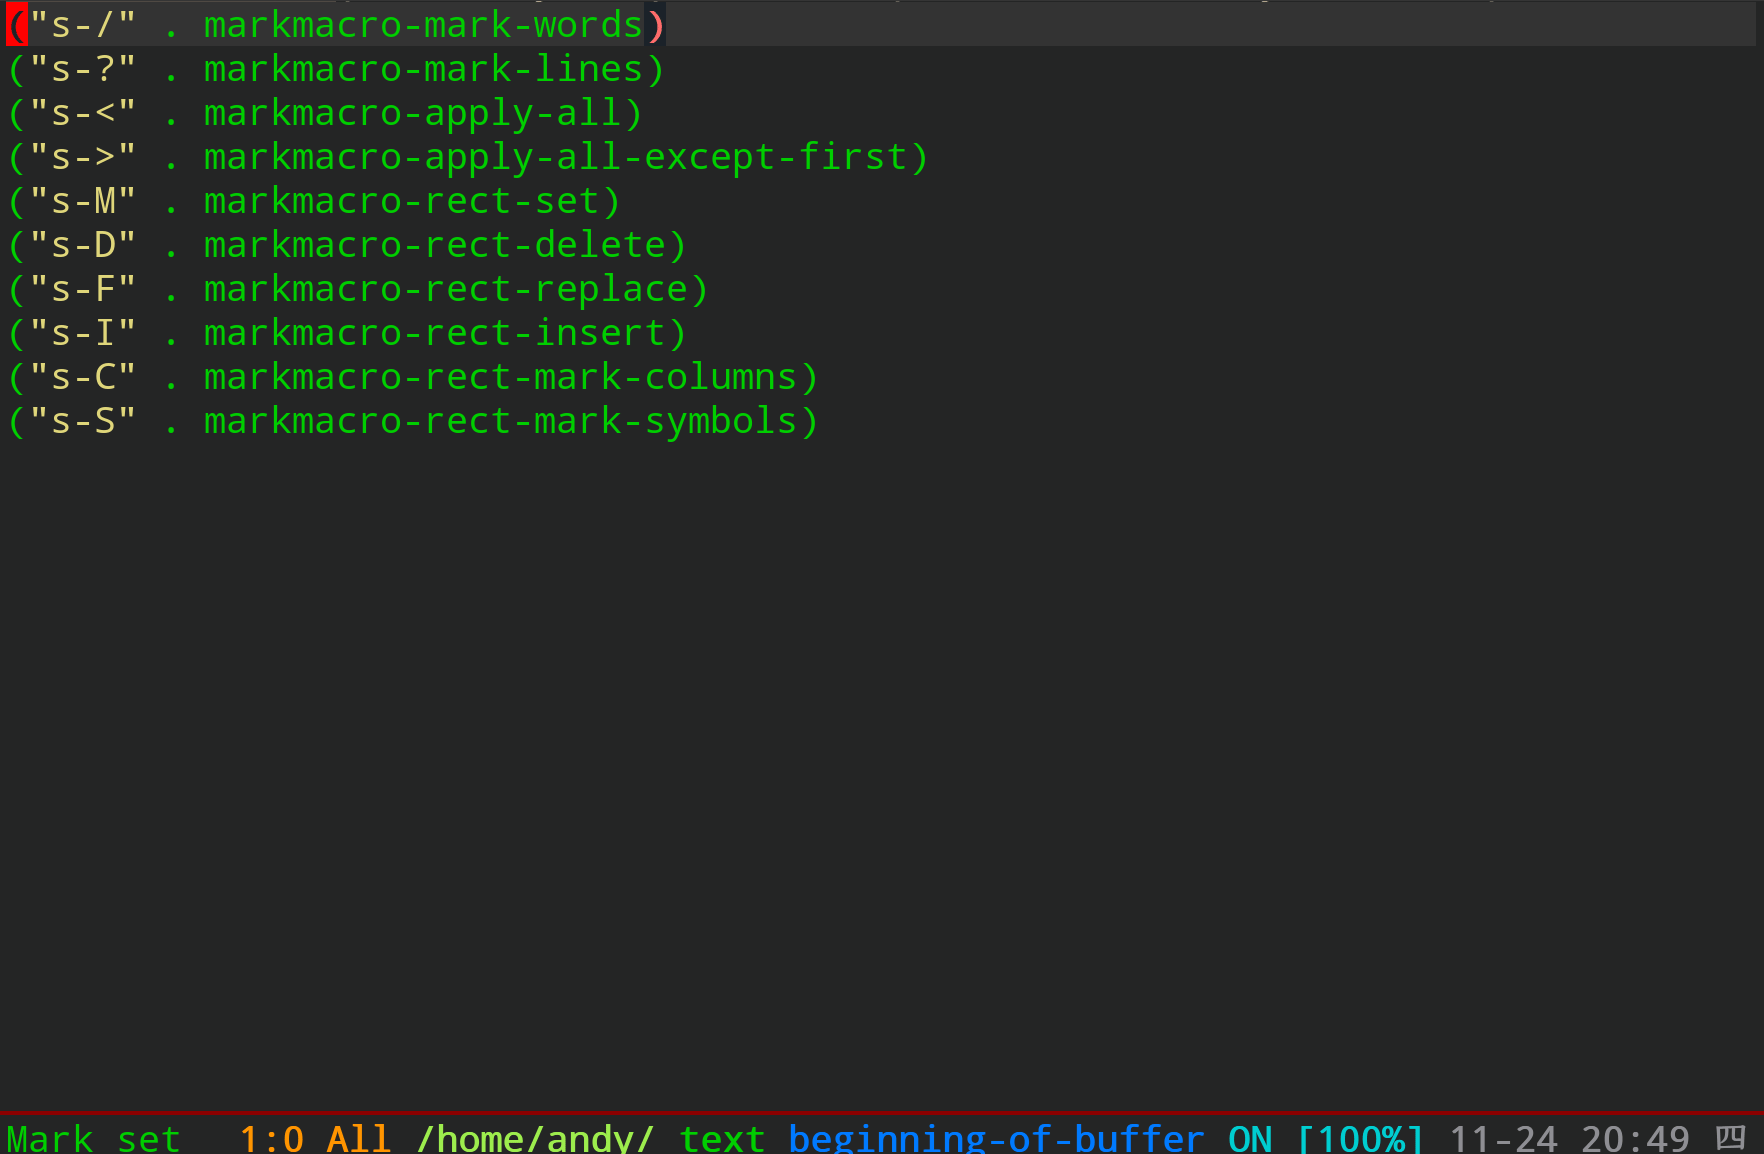 ("s-/" . markmacro-mark-words)
("s-?" . markmacro-mark-lines)
("s-<" . markmacro-apply-all)
("s->" . markmacro-apply-all-except-first)
("s-M" . markmacro-rect-set)
("s-D" . markmacro-rect-delete)
("s-F" . markmacro-rect-replace)
("s-I" . markmacro-rect-insert)
("s-C" . markmacro-rect-mark-columns)
("s-S" . markmacro-rect-mark-symbols)
Mark set 1:0 All /home/andy/ text beginning-of-buffer ON [100%] 11-24 20:49 四